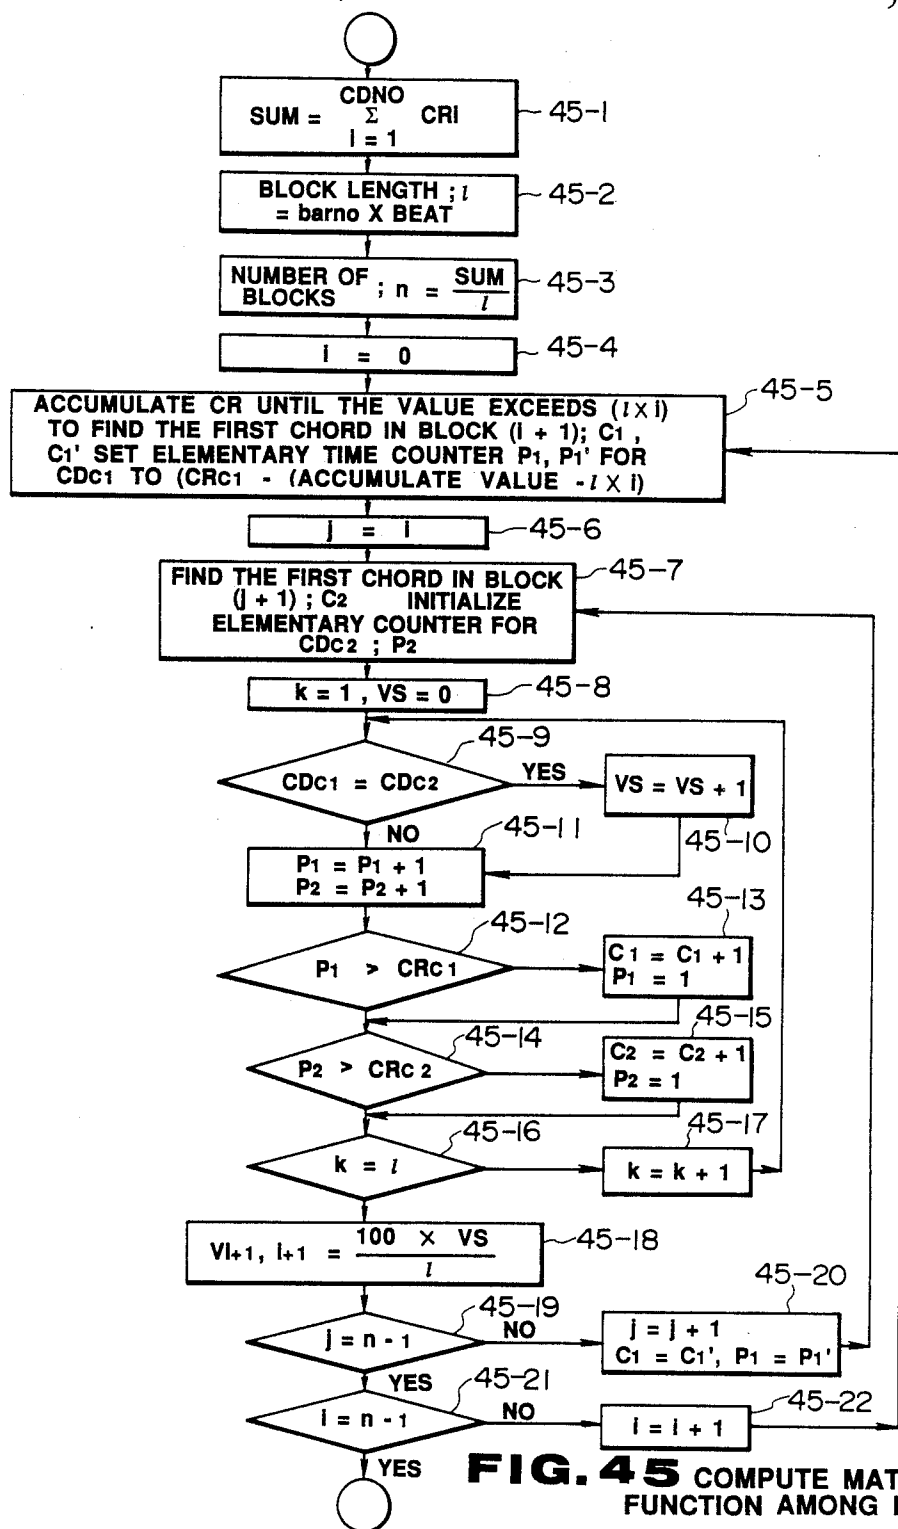 CDNO
SUM = Σ CRi
i = 1
45-1
BLOCK LENGTH ; l
= barno X BEAT
45-2
NUMBER OF
BLOCKS ; n = SUM / l
45-3
i = 0
45-4
ACCUMULATE CR UNTIL THE VALUE EXCEEDS (l X i)
TO FIND THE FIRST CHORD IN BLOCK (i + 1); C1 ,
C1' SET ELEMENTARY TIME COUNTER P1, P1' FOR
CDC1 TO (CRC1 - (ACCUMULATE VALUE - l X i)
45-5
j = i
45-6
FIND THE FIRST CHORD IN BLOCK
(j + 1) ; C2 INITIALIZE
ELEMENTARY COUNTER FOR
CDC2 ; P2
45-7
k = 1 , VS = 0
45-8
CDC1 = CDC2
45-9
YES
VS = VS + 1
45-10
NO
P1 = P1 + 1
P2 = P2 + 1
45-11
P1 > CRC1
45-12
C1 = C1 + 1
P1 = 1
45-13
P2 > CRC2
45-14
C2 = C2 + 1
P2 = 1
45-15
k = l
45-16
k = k + 1
45-17
Vi+1, i+1 = 100 × VS / l
45-18
j = n - 1
45-19
NO
j = j + 1
C1 = C1', P1 = P1'
45-20
YES
i = n - 1
45-21
NO
i = i + 1
45-22
YES
FIG. 45 COMPUTE
FUNCTION AMONG